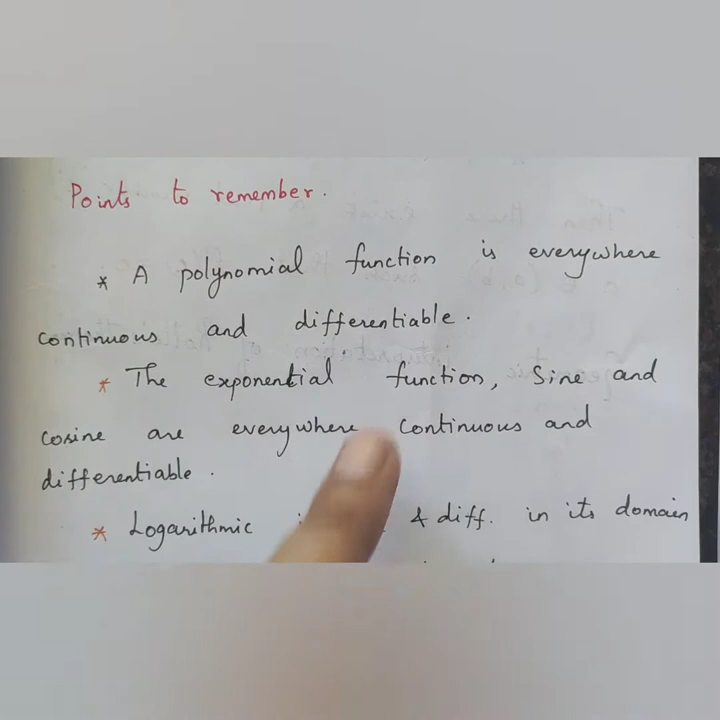 Points to remember.
* A polynomial function is everywhere
continuous and differentiable.
* The exponential function, Sine and
cosine are everywhere continuous and
differentiable.
* Logarithmic & diff. in its domain